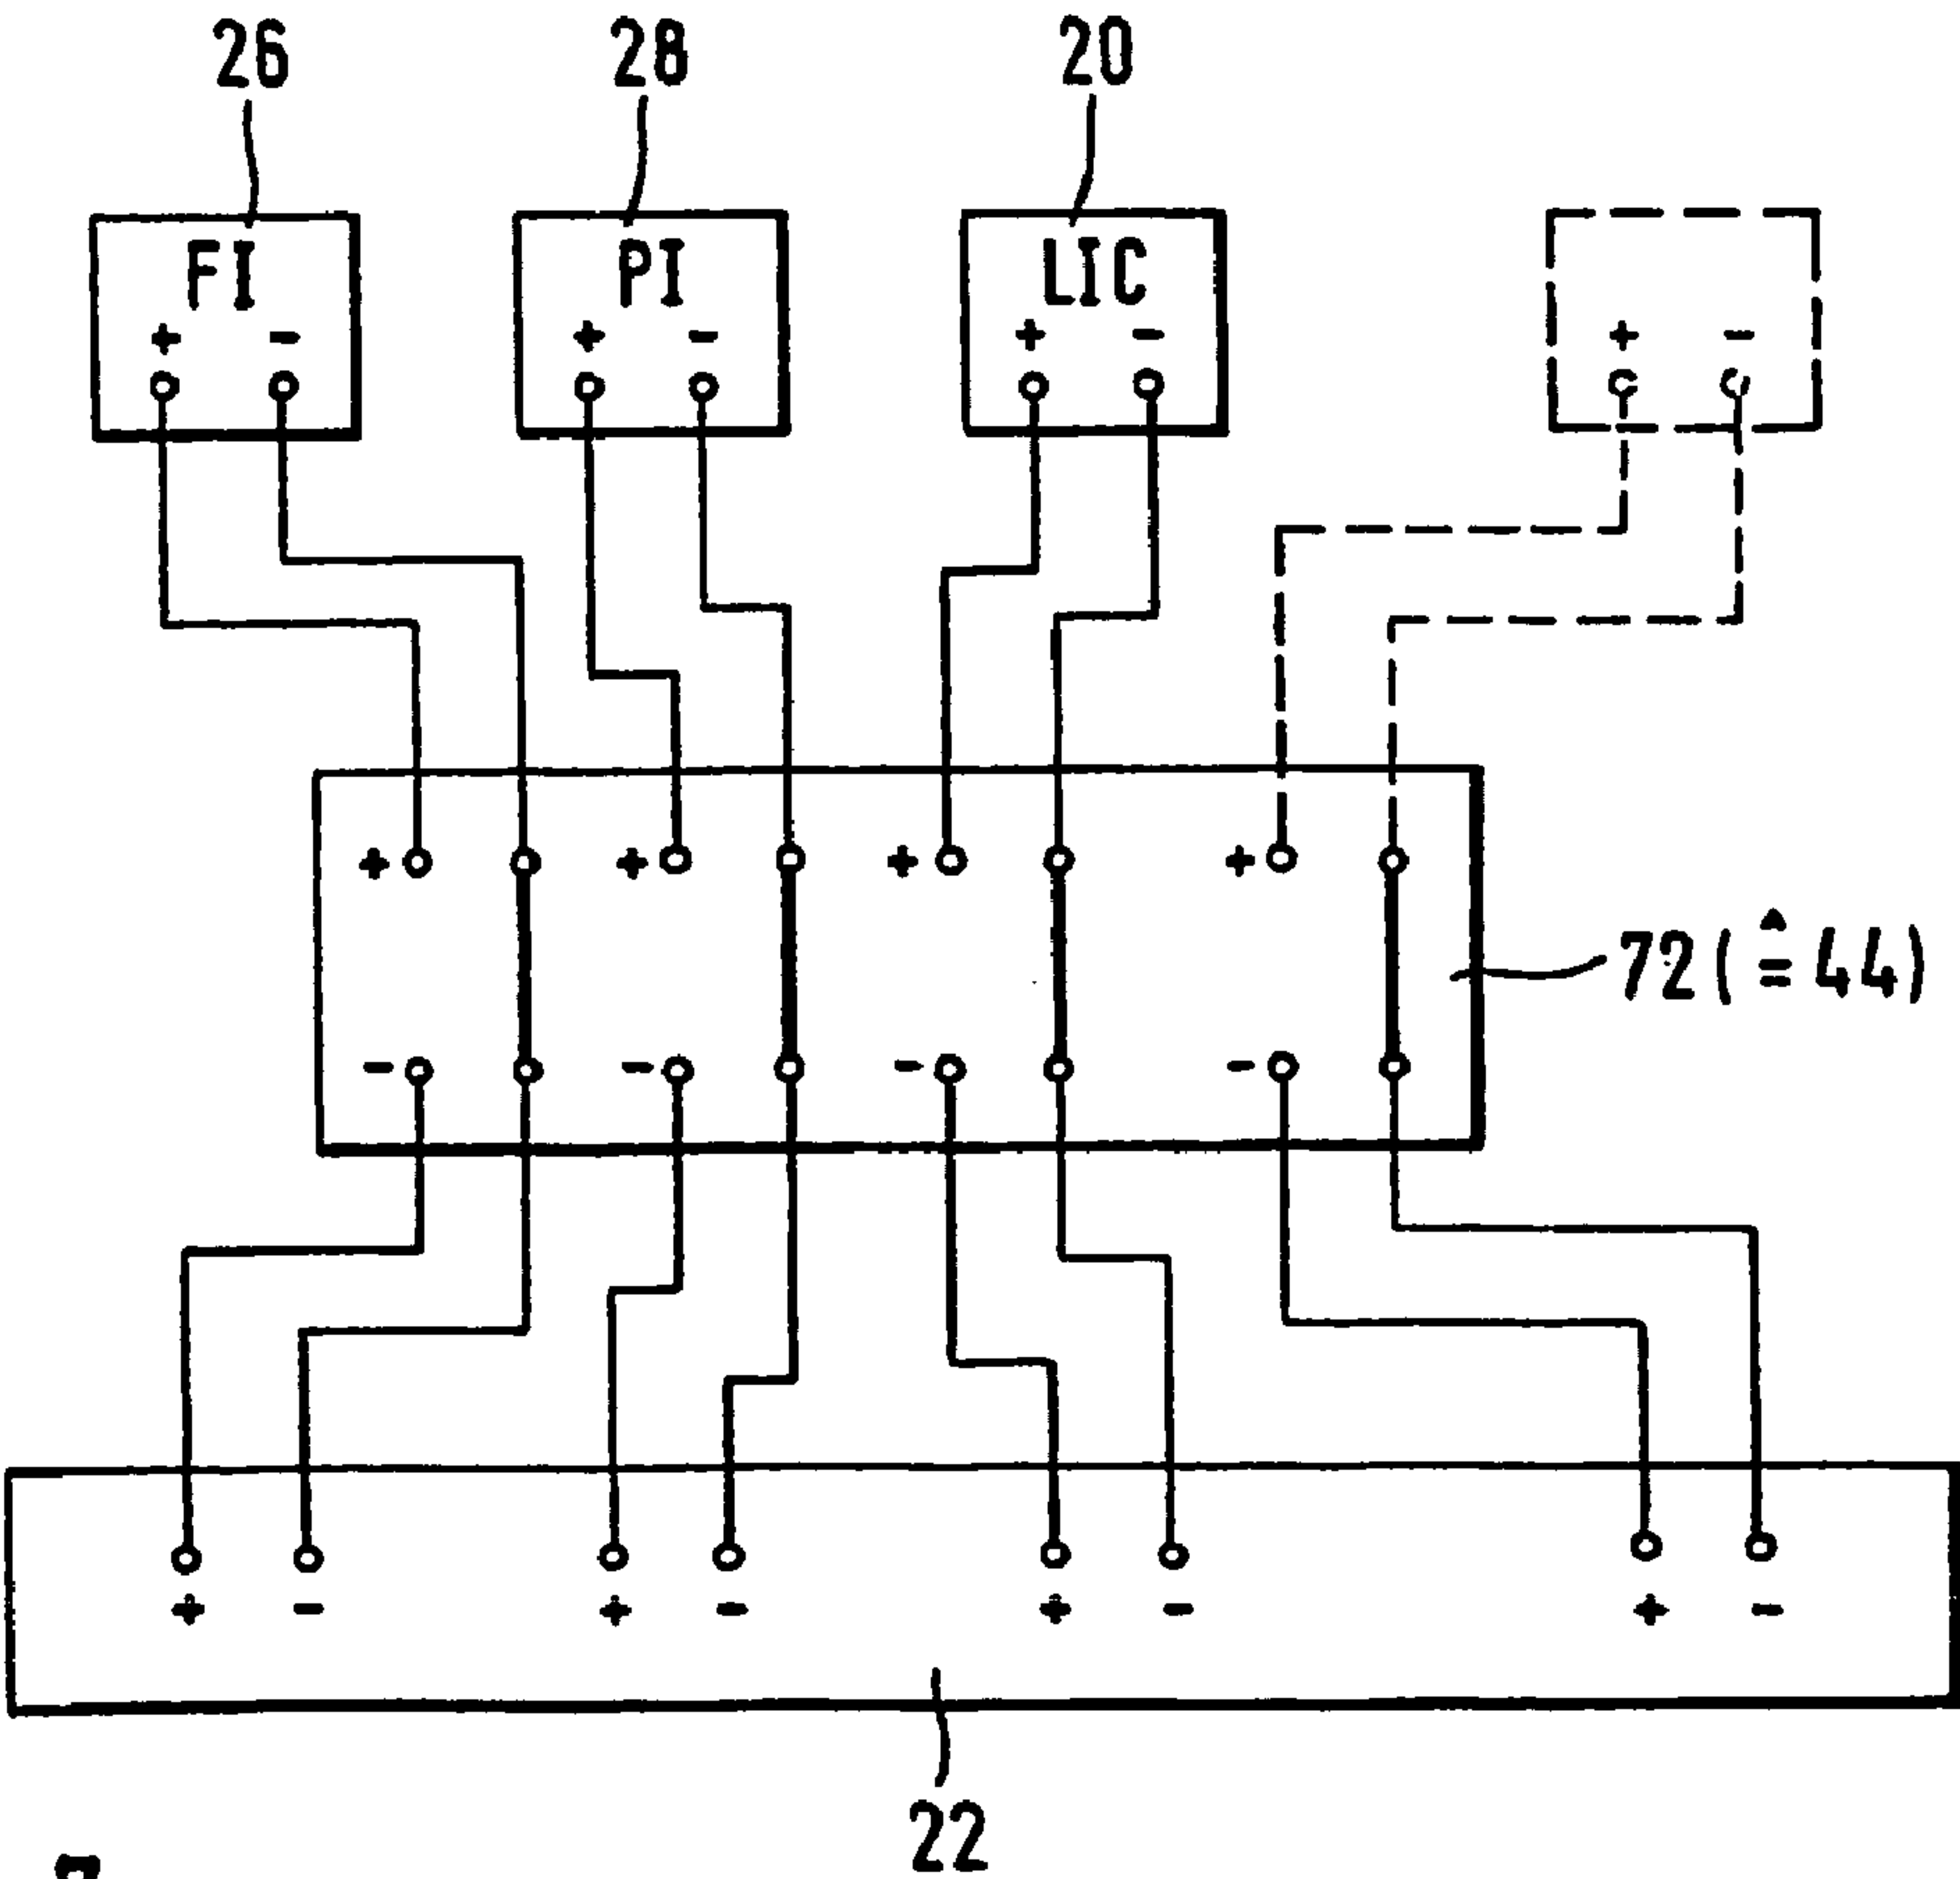 26 28 20
FI PI LIC
+ - + - + - + -
+ + + +
72(≙44)
- - - -
+ - + - + - + -
22